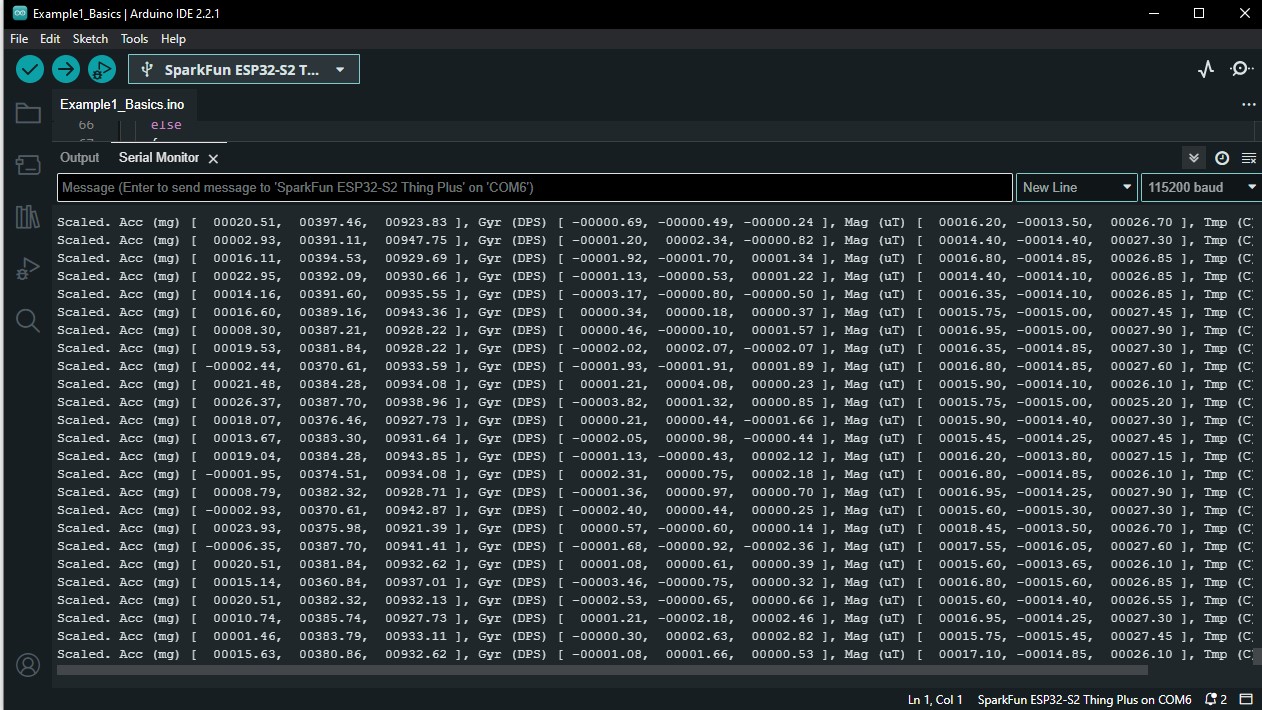 Example1_Basics | Arduino IDE 2.2.1
File Edit Sketch Tools Help
SparkFun ESP32-S2 T...
Example1_Basics.ino
66 else
Output Serial Monitor
Message (Enter to send message to 'SparkFun ESP32-S2 Thing Plus' on 'COM6') New Line 115200 baud
Scaled. Acc (mg) [  00020.51,  00397.46,  00923.83 ], Gyr (DPS) [ -00000.69, -00000.49, -00000.24 ], Mag (uT) [  00016.20, -00013.50,  00026.70 ], Tmp (C
Scaled. Acc (mg) [  00002.93,  00391.11,  00947.75 ], Gyr (DPS) [ -00001.20,  00002.34, -00000.82 ], Mag (uT) [  00014.40, -00014.40,  00027.30 ], Tmp (C
Scaled. Acc (mg) [  00016.11,  00394.53,  00929.69 ], Gyr (DPS) [ -00001.92, -00001.70,  00001.34 ], Mag (uT) [  00016.80, -00014.85,  00026.85 ], Tmp (C
Scaled. Acc (mg) [  00022.95,  00392.09,  00930.66 ], Gyr (DPS) [ -00001.13, -00000.53,  00001.22 ], Mag (uT) [  00014.40, -00014.10,  00026.85 ], Tmp (C
Scaled. Acc (mg) [  00014.16,  00391.60,  00935.55 ], Gyr (DPS) [ -00003.17, -00000.80, -00000.50 ], Mag (uT) [  00016.35, -00014.10,  00026.85 ], Tmp (C
Scaled. Acc (mg) [  00016.60,  00389.16,  00943.36 ], Gyr (DPS) [  00000.34,  00000.18,  00000.37 ], Mag (uT) [  00015.75, -00015.00,  00027.45 ], Tmp (C
Scaled. Acc (mg) [  00008.30,  00387.21,  00928.22 ], Gyr (DPS) [  00000.46, -00000.10,  00001.57 ], Mag (uT) [  00016.95, -00015.00,  00027.90 ], Tmp (C
Scaled. Acc (mg) [  00019.53,  00381.84,  00928.22 ], Gyr (DPS) [ -00002.02,  00002.07, -00002.07 ], Mag (uT) [  00016.35, -00014.85,  00027.30 ], Tmp (C
Scaled. Acc (mg) [ -00002.44,  00370.61,  00933.59 ], Gyr (DPS) [ -00001.93, -00001.91,  00001.89 ], Mag (uT) [  00016.80, -00014.85,  00027.60 ], Tmp (C
Scaled. Acc (mg) [  00021.48,  00384.28,  00934.08 ], Gyr (DPS) [  00001.21,  00004.08,  00000.23 ], Mag (uT) [  00015.90, -00014.10,  00026.10 ], Tmp (C
Scaled. Acc (mg) [  00026.37,  00387.70,  00938.96 ], Gyr (DPS) [ -00003.82,  00001.32,  00000.85 ], Mag (uT) [  00015.75, -00015.00,  00025.20 ], Tmp (C
Scaled. Acc (mg) [  00018.07,  00376.46,  00927.73 ], Gyr (DPS) [  00000.21,  00000.44, -00001.66 ], Mag (uT) [  00015.90, -00014.40,  00027.30 ], Tmp (C
Scaled. Acc (mg) [  00013.67,  00383.30,  00931.64 ], Gyr (DPS) [ -00002.05,  00000.98, -00000.44 ], Mag (uT) [  00015.45, -00014.25,  00027.45 ], Tmp (C
Scaled. Acc (mg) [  00019.04,  00384.28,  00943.85 ], Gyr (DPS) [ -00001.13, -00000.43,  00002.12 ], Mag (uT) [  00016.20, -00013.80,  00027.15 ], Tmp (C
Scaled. Acc (mg) [ -00001.95,  00374.51,  00934.08 ], Gyr (DPS) [  00002.31,  00000.75,  00002.18 ], Mag (uT) [  00016.80, -00014.85,  00026.10 ], Tmp (C
Scaled. Acc (mg) [  00008.79,  00382.32,  00928.71 ], Gyr (DPS) [ -00001.36,  00000.97,  00000.70 ], Mag (uT) [  00016.95, -00014.25,  00027.90 ], Tmp (C
Scaled. Acc (mg) [ -00002.93,  00370.61,  00942.87 ], Gyr (DPS) [ -00002.40,  00000.44,  00000.25 ], Mag (uT) [  00015.60, -00015.30,  00027.30 ], Tmp (C
Scaled. Acc (mg) [  00023.93,  00375.98,  00921.39 ], Gyr (DPS) [  00000.57, -00000.60,  00000.14 ], Mag (uT) [  00018.45, -00013.50,  00026.70 ], Tmp (C
Scaled. Acc (mg) [ -00006.35,  00387.70,  00941.41 ], Gyr (DPS) [ -00001.68, -00000.92, -00002.36 ], Mag (uT) [  00017.55, -00016.05,  00027.60 ], Tmp (C
Scaled. Acc (mg) [  00020.51,  00381.84,  00932.62 ], Gyr (DPS) [  00001.08,  00000.61,  00000.39 ], Mag (uT) [  00015.60, -00013.65,  00026.10 ], Tmp (C
Scaled. Acc (mg) [  00015.14,  00360.84,  00937.01 ], Gyr (DPS) [ -00003.46, -00000.75,  00000.32 ], Mag (uT) [  00016.80, -00015.60,  00026.85 ], Tmp (C
Scaled. Acc (mg) [  00020.51,  00382.32,  00932.13 ], Gyr (DPS) [ -00002.53, -00000.65,  00000.66 ], Mag (uT) [  00015.60, -00014.40,  00026.55 ], Tmp (C
Scaled. Acc (mg) [  00010.74,  00385.74,  00927.73 ], Gyr (DPS) [  00001.21, -00002.18,  00002.46 ], Mag (uT) [  00016.95, -00014.25,  00027.30 ], Tmp (C
Scaled. Acc (mg) [  00001.46,  00383.79,  00933.11 ], Gyr (DPS) [ -00000.30,  00002.63,  00002.82 ], Mag (uT) [  00015.75, -00015.45,  00027.45 ], Tmp (C
Scaled. Acc (mg) [  00015.63,  00380.86,  00932.62 ], Gyr (DPS) [ -00001.08,  00001.66,  00000.53 ], Mag (uT) [  00017.10, -00014.85,  00026.10 ], Tmp (C
Ln 1, Col 1 SparkFun ESP32-S2 Thing Plus on COM6 2